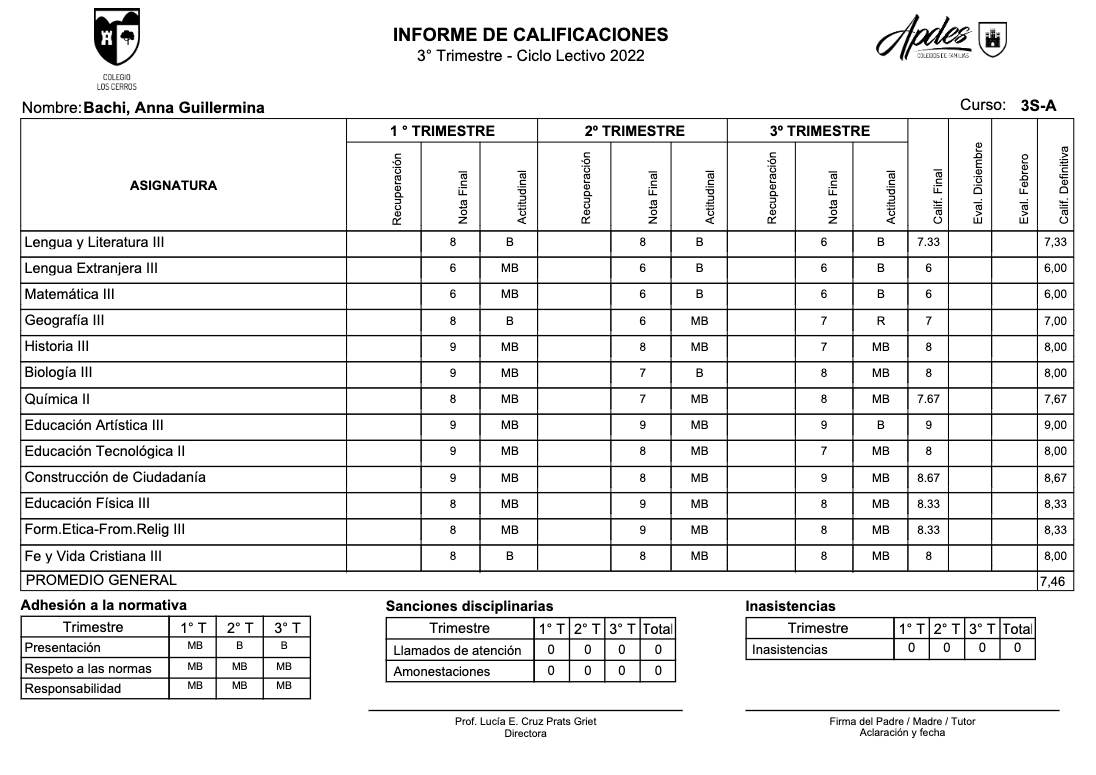 COLEGIO
LOS CERROS
INFORME DE CALIFICACIONES
3° Trimestre - Ciclo Lectivo 2022
Apdes
COLEGIOS DE FAMILIAS
Nombre: Bachi, Anna Guillermina
Curso: 3S-A
ASIGNATURA 1 ° TRIMESTRE 2º TRIMESTRE 3º TRIMESTRE
Recuperación Nota Final Actitudinal Recuperación Nota Final Actitudinal Recuperación Nota Final Actitudinal Calif. Final Eval. Diciembre Eval. Febrero Calif. Definitiva
Lengua y Literatura III 8 B 8 B 6 B 7.33 7,33
Lengua Extranjera III 6 MB 6 B 6 B 6 6,00
Matemática III 6 MB 6 B 6 B 6 6,00
Geografía III 8 B 6 MB 7 R 7 7,00
Historia III 9 MB 8 MB 7 MB 8 8,00
Biología III 9 MB 7 B 8 MB 8 8,00
Química II 8 MB 7 MB 8 MB 7.67 7,67
Educación Artística III 9 MB 9 MB 9 B 9 9,00
Educación Tecnológica II 9 MB 8 MB 7 MB 8 8,00
Construcción de Ciudadanía 9 MB 8 MB 9 MB 8.67 8,67
Educación Física III 8 MB 9 MB 8 MB 8.33 8,33
Form.Etica-From.Relig III 8 MB 9 MB 8 MB 8.33 8,33
Fe y Vida Cristiana III 8 B 8 MB 8 MB 8 8,00
PROMEDIO GENERAL 7,46
Adhesión a la normativa
Trimestre 1° T 2° T 3° T
Presentación MB B B
Respeto a las normas MB MB MB
Responsabilidad MB MB MB
Sanciones disciplinarias
Trimestre 1° T 2° T 3° T Total
Llamados de atención 0 0 0 0
Amonestaciones 0 0 0 0
Inasistencias
Trimestre 1° T 2° T 3° T Total
Inasistencias 0 0 0 0
Prof. Lucía E. Cruz Prats Griet
Directora
Firma del Padre / Madre / Tutor
Aclaración y fecha